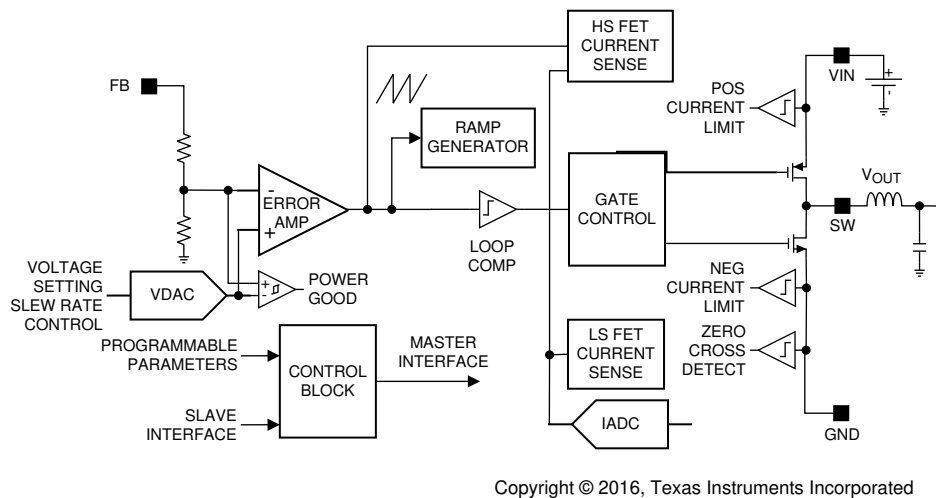 HS FET
CURRENT
SENSE
VIN
+
-
FB
POS
CURRENT
LIMIT
RAMP
GENERATOR
-
ERROR
AMP
+
GATE
CONTROL
VOUT
SW
LOOP
COMP
VOLTAGE
SETTING
SLEW RATE
CONTROL
VDAC
+
-
POWER
GOOD
NEG
CURRENT
LIMIT
PROGRAMMABLE
PARAMETERS
CONTROL
BLOCK
MASTER
INTERFACE
LS FET
CURRENT
SENSE
ZERO
CROSS
DETECT
SLAVE
INTERFACE
IADC
GND
Copyright © 2016, Texas Instruments Incorporated